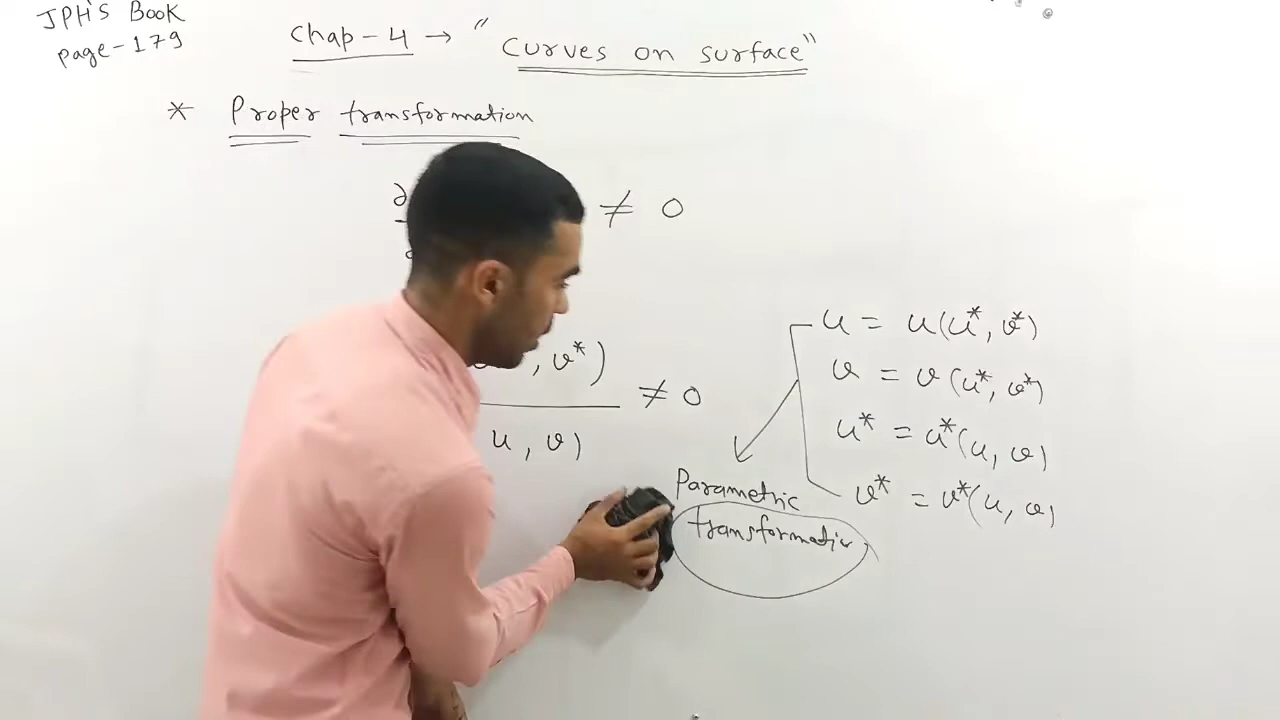 JPH'S Book
page-179
chap-4 → "curves on surface"
* Proper transformation
∂
≠ 0
, v*)
≠ 0
u, v)
u = u(u*, v*)
v = v(u*, v*)
u* = u*(u, v)
v* = v*(u, v)
Parametric
transformation